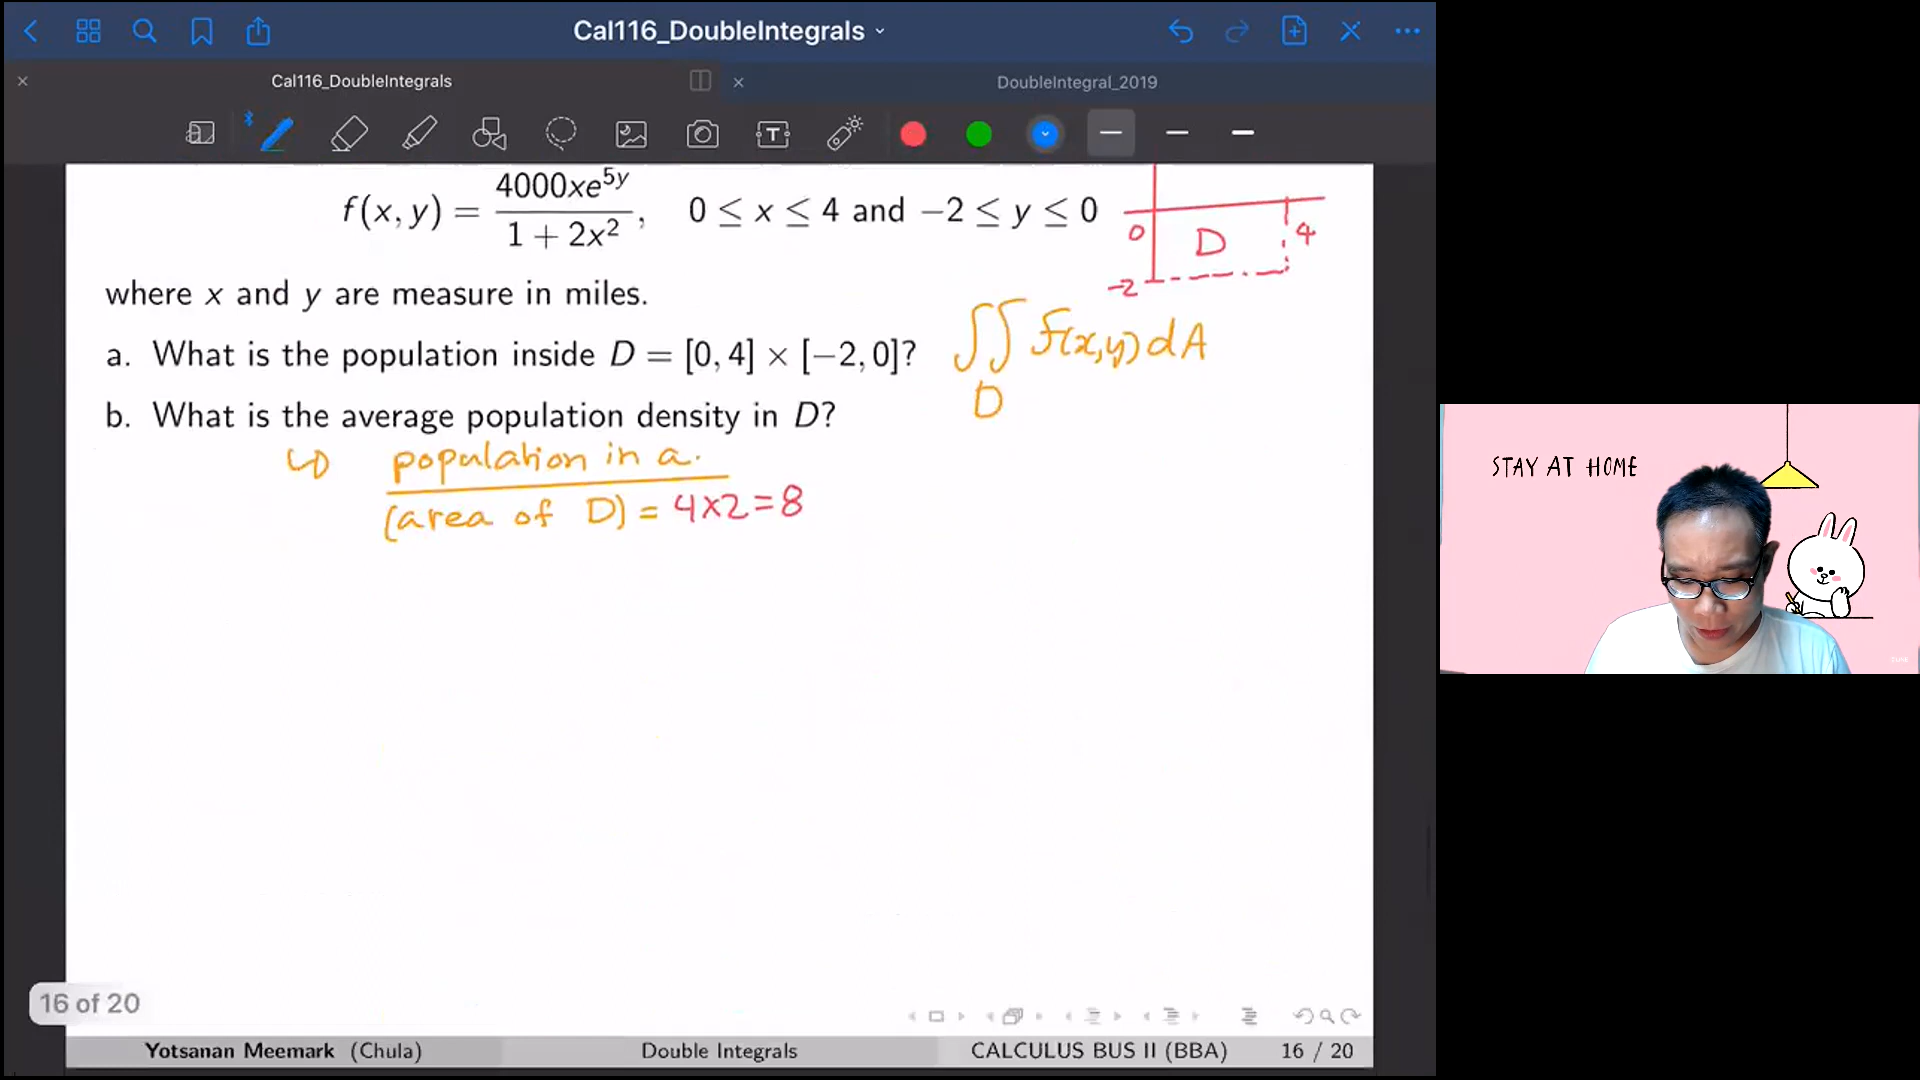 Cal116_DoubleIntegrals
Cal116_DoubleIntegrals
DoubleIntegral_2019
T
f(x, y) = 4000xe^{5y} / 1 + 2x^2, 0 ≤ x ≤ 4 and −2 ≤ y ≤ 0
0 D 4
-2
where x and y are measure in miles.
a. What is the population inside D = [0, 4] × [−2, 0]? ∬ f(x,y) dA
D
b. What is the average population density in D?
population in a.
(area of D) = 4x2=8
STAY AT HOME
16 of 20
Yotsanan Meemark (Chula) Double Integrals CALCULUS BUS II (BBA) 16 / 20